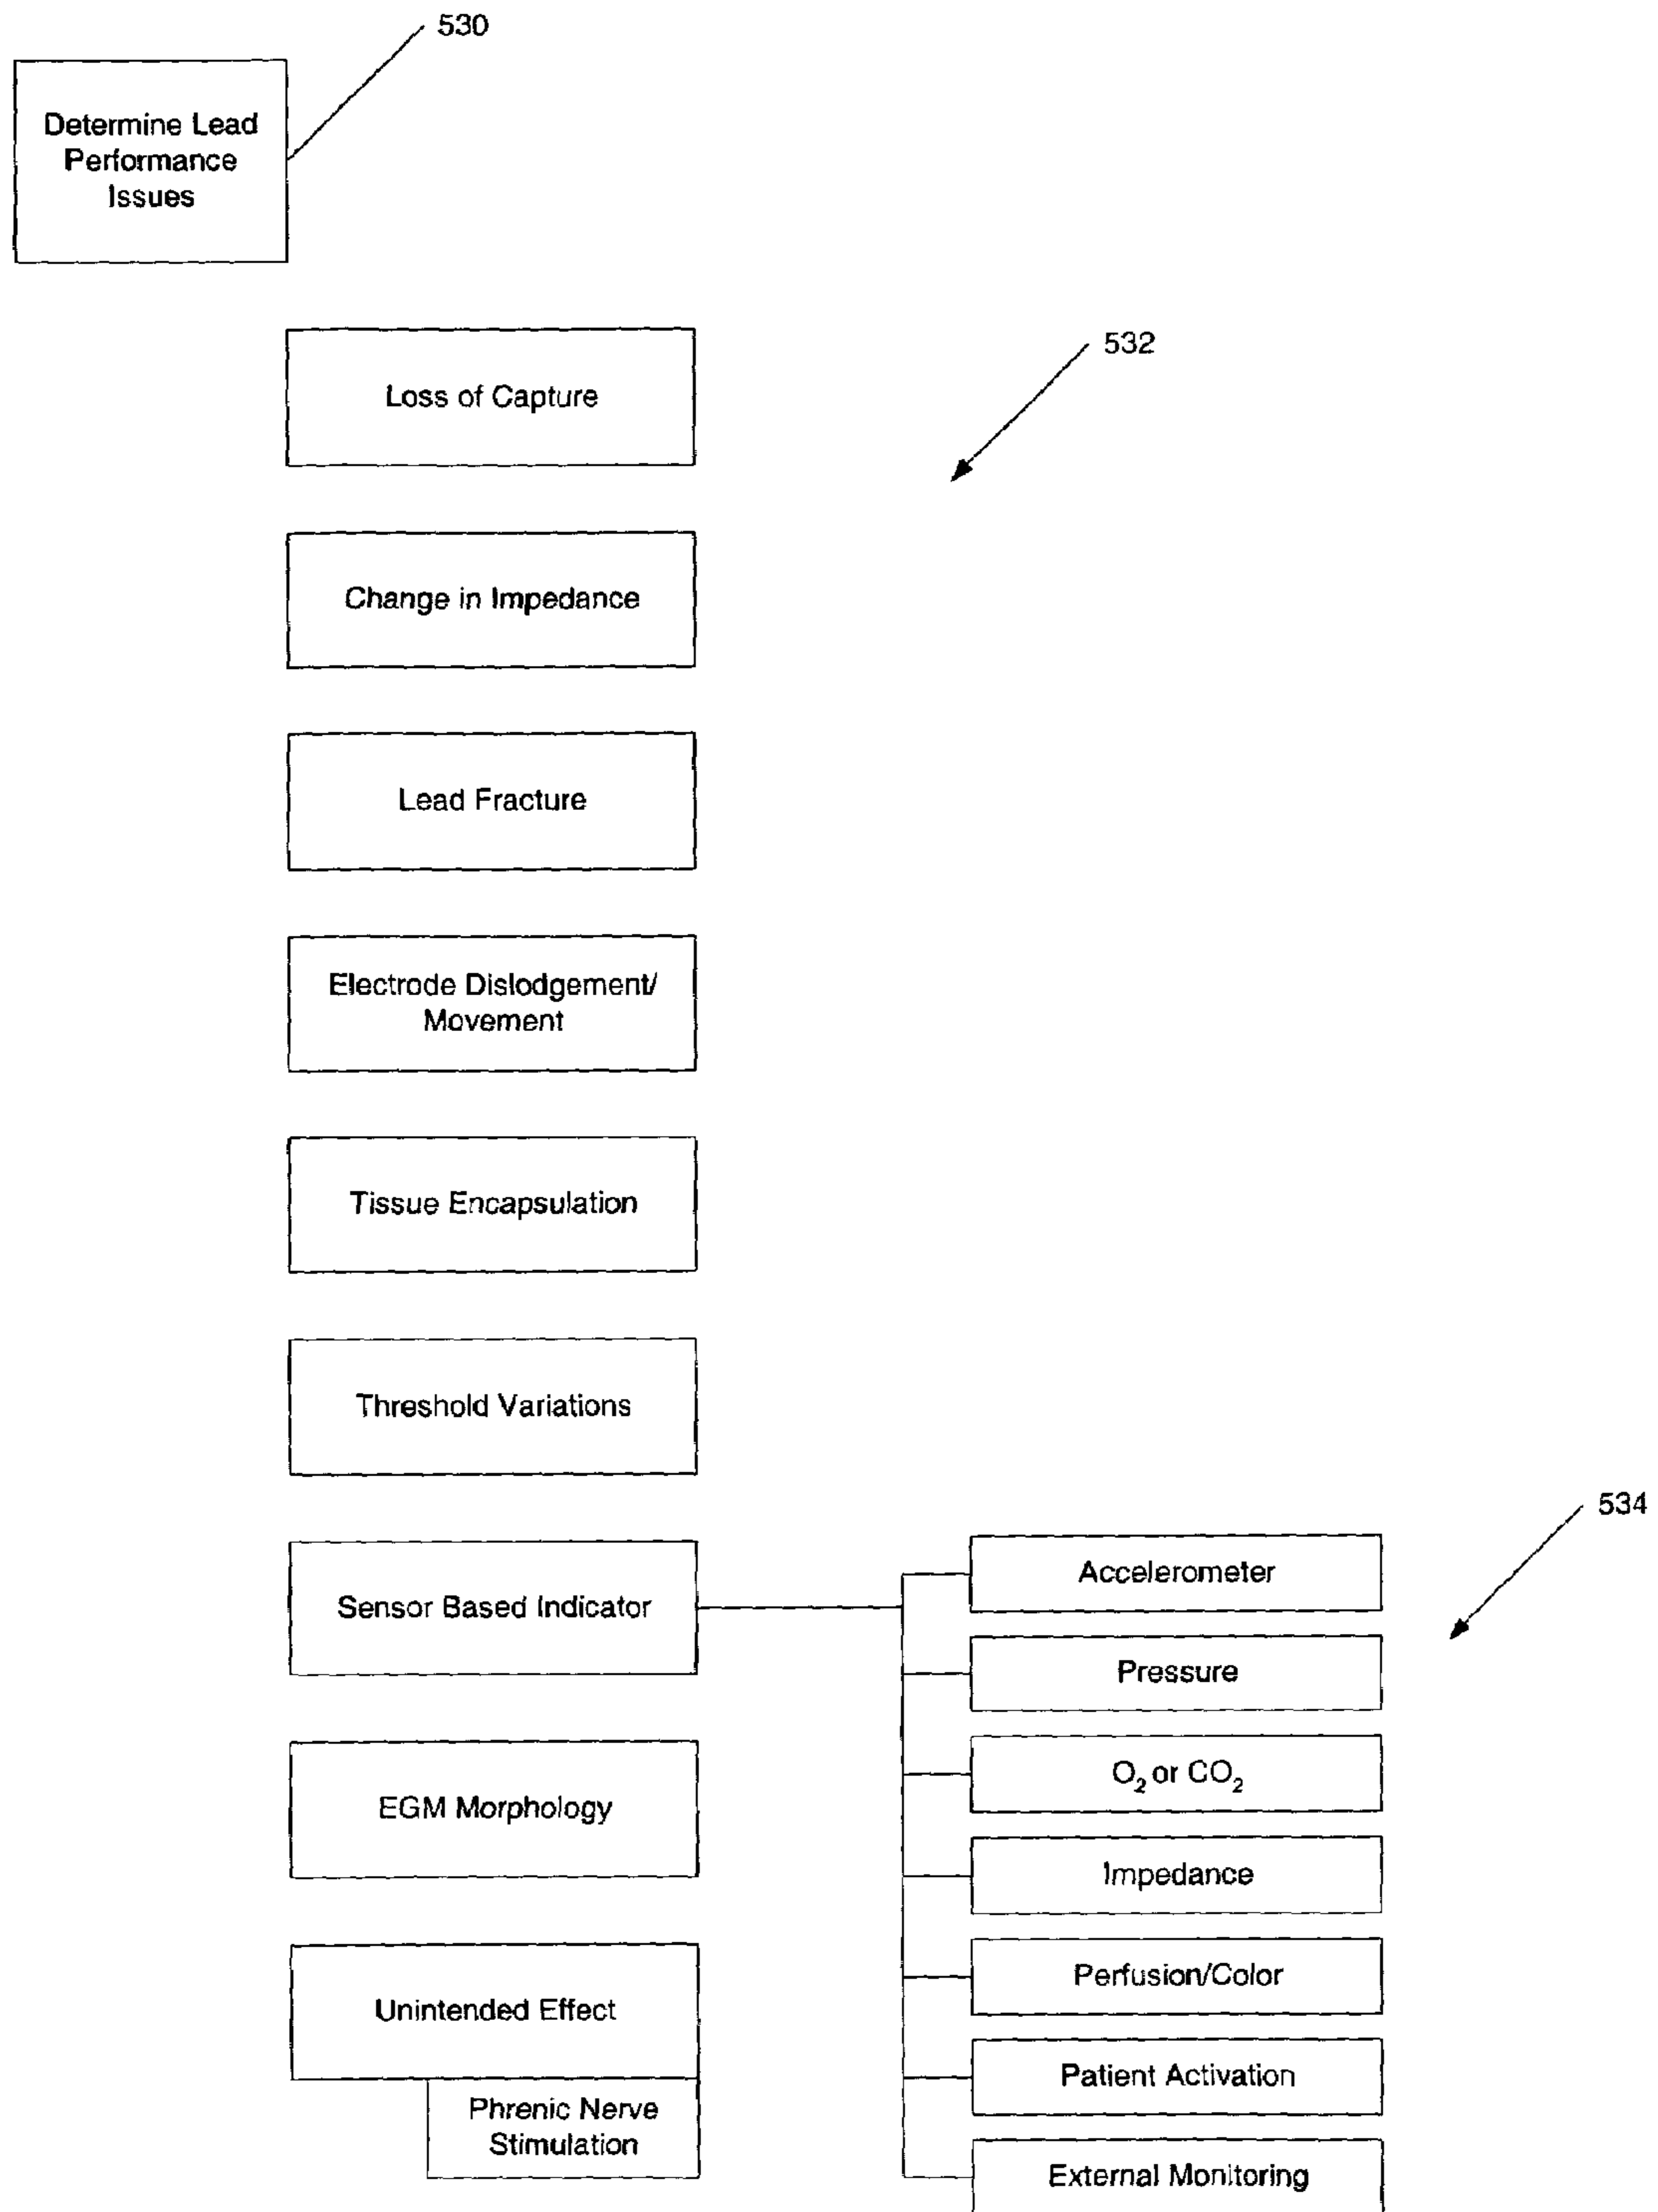 530
Determine Lead
Performance
Issues
532
Loss of Capture
Change in Impedance
Lead Fracture
Electrode Dislodgement/
Movement
Tissue Encapsulation
Threshold Variations
534
Sensor Based Indicator
Accelerometer
Pressure
O₂ or CO₂
Impedance
Perfusion/Color
Patient Activation
External Monitoring
EGM Morphology
Unintended Effect
Phrenic Nerve
Stimulation